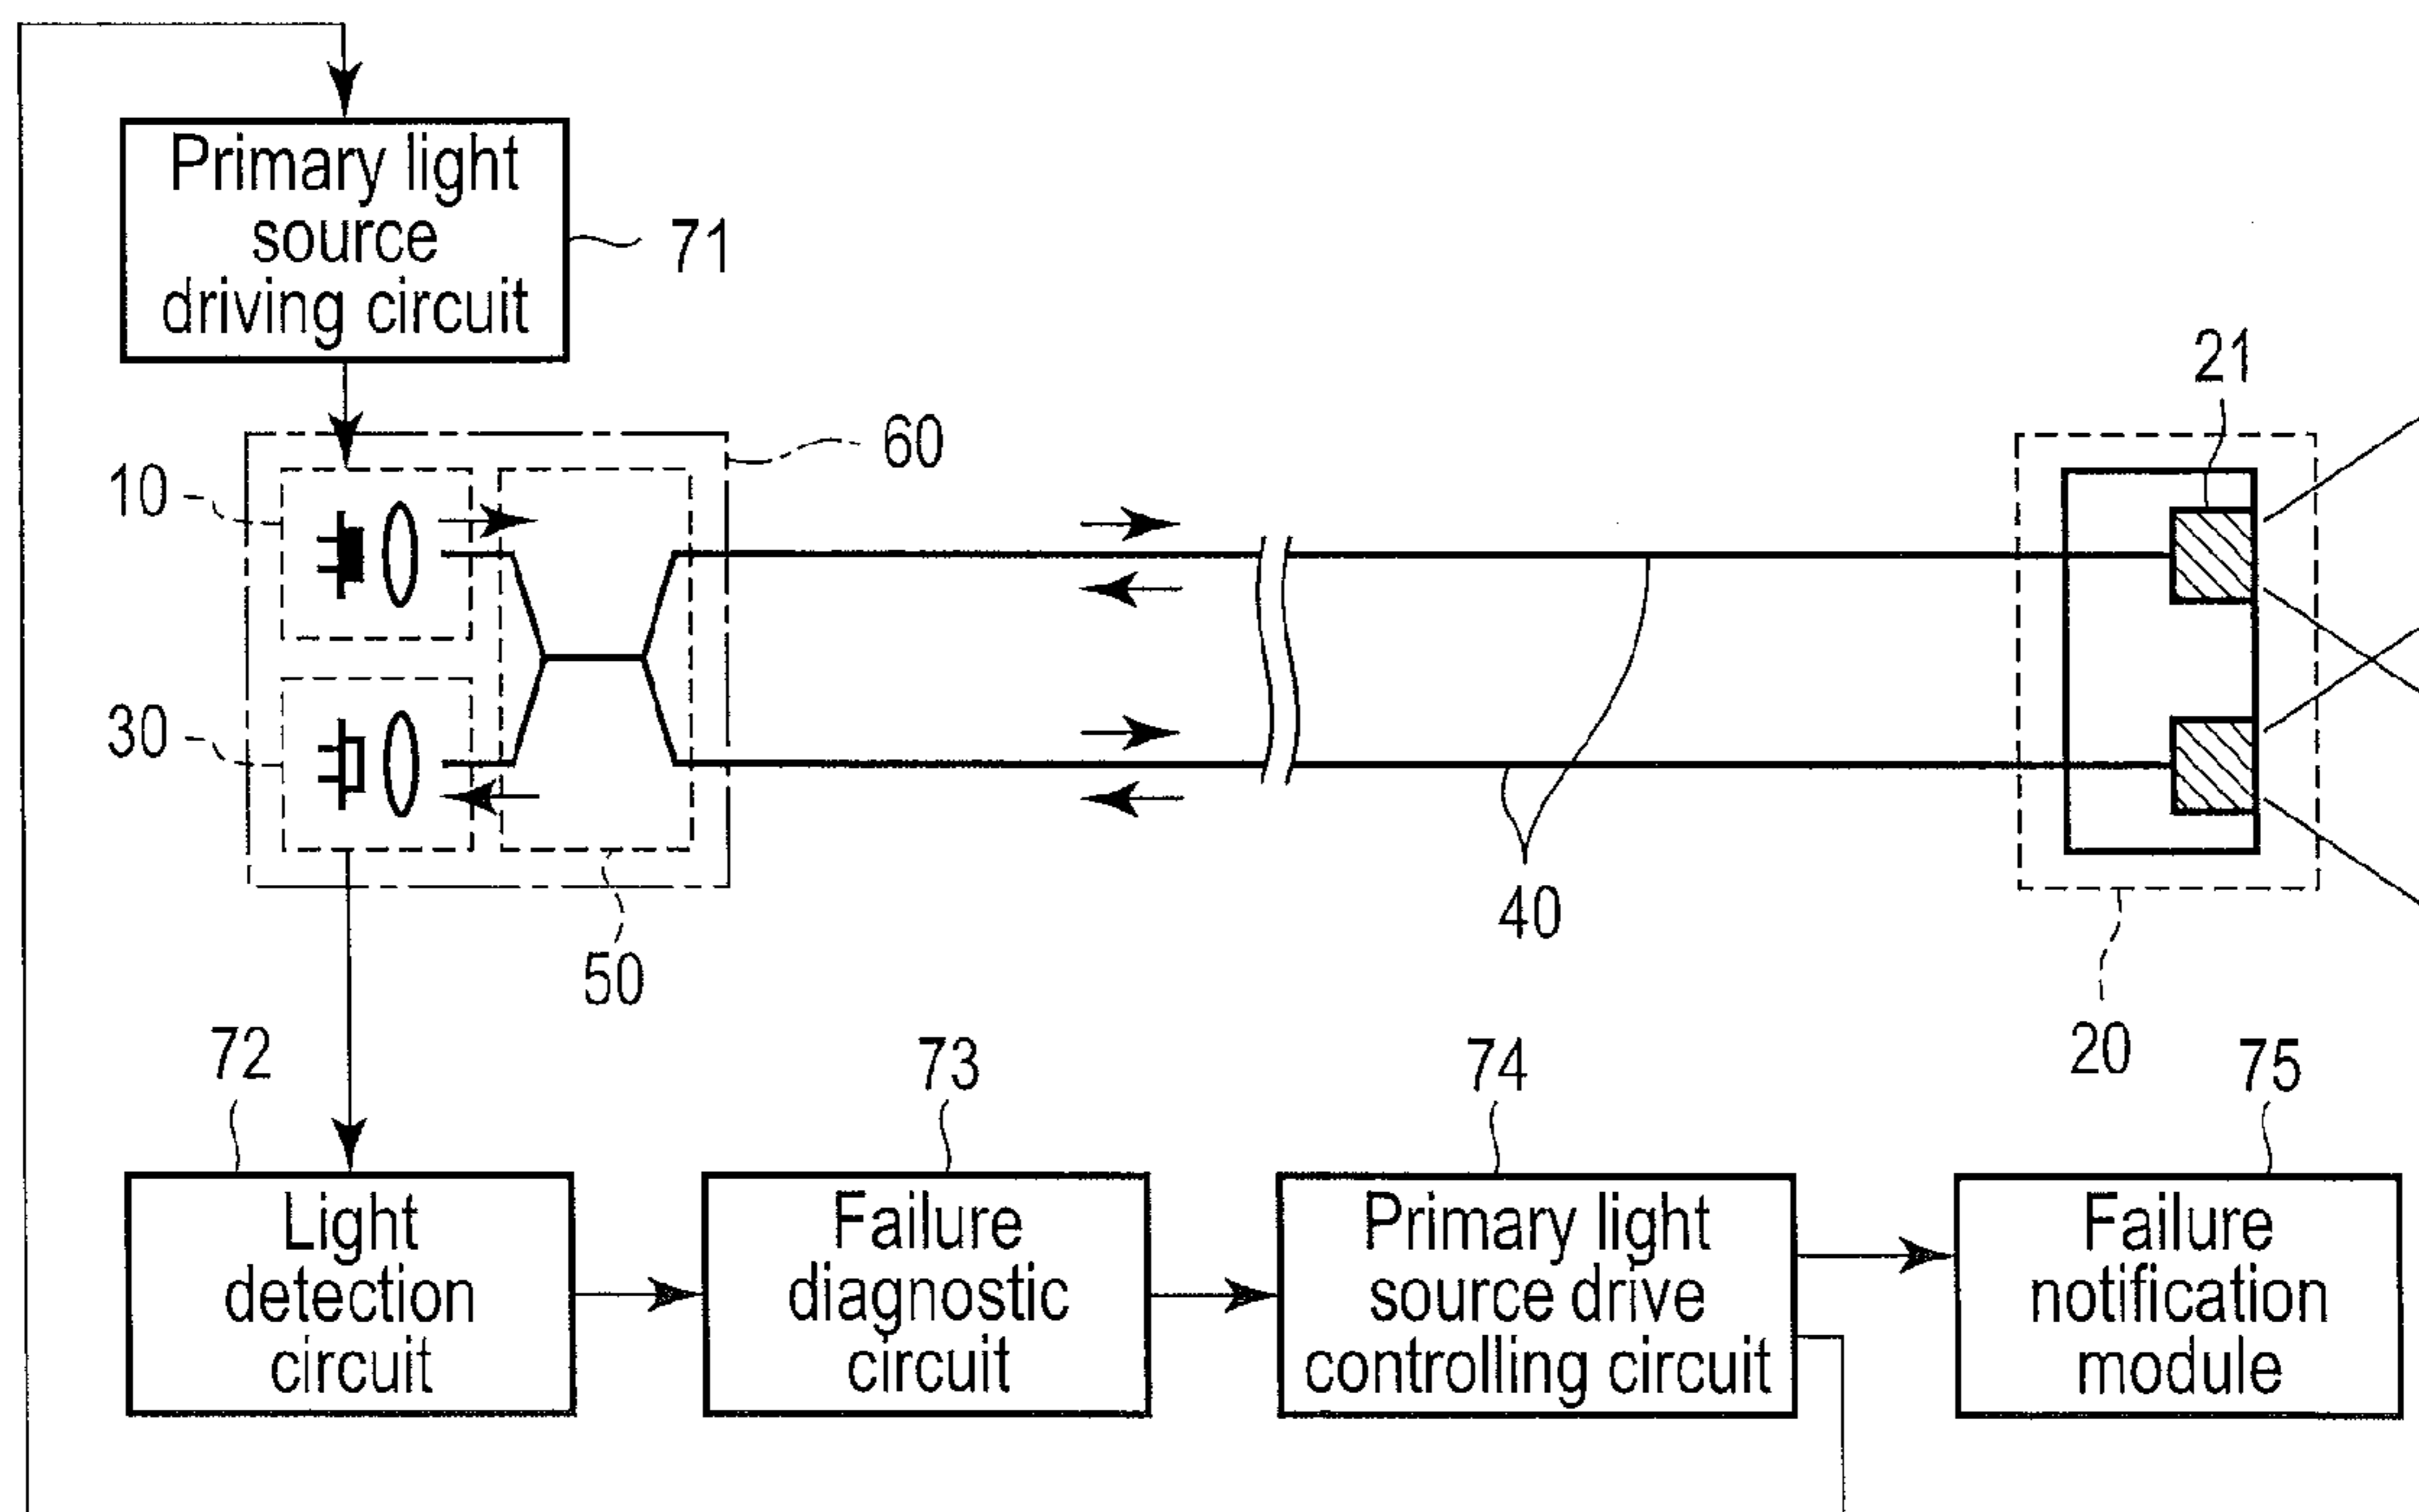 Primary light
source
driving circuit
71
21
60
10
30
40
50
20
72
73
74
75
Light
detection
circuit
Failure
diagnostic
circuit
Primary light
source drive
controlling circuit
Failure
notification
module